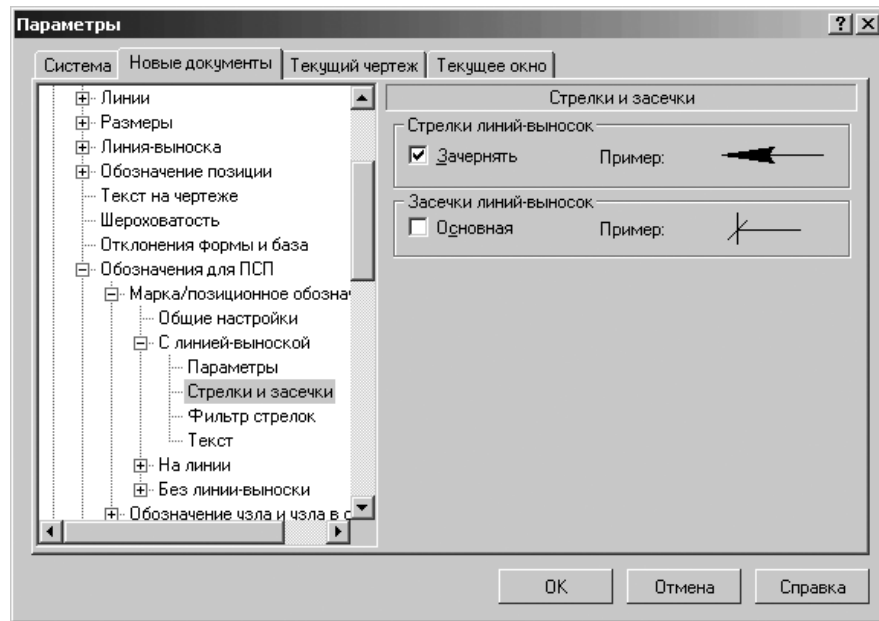 Параметры
Система Новые документы Текущий чертеж Текущее окно
Линии
Размеры
Линия-выноска
Обозначение позиции
Текст на чертеже
Шероховатость
Отклонения формы и база
Обозначения для ПСП
Марка/позиционное обознач
Общие настройки
С линией-выноской
Параметры
Стрелки и засечки
Фильтр стрелок
Текст
На линии
Без линии-выноски
Обозначение узла и узла в с
Стрелки и засечки
Стрелки линий-выносок
Зачернять Пример:
Засечки линий-выносок
Основная Пример:
OK Отмена Справка